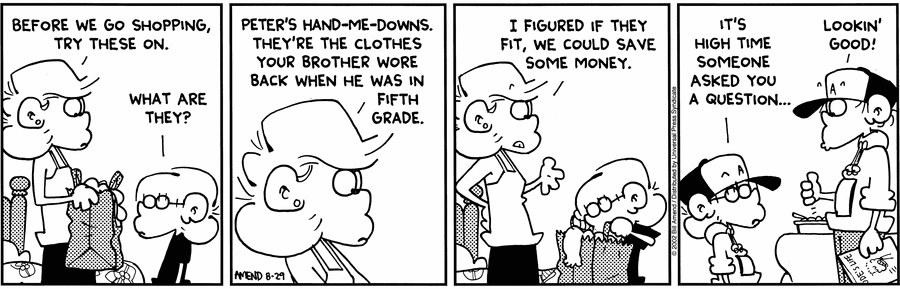 BEFORE WE GO SHOPPING,
TRY THESE ON.
WHAT ARE
THEY?
PETER'S HAND-ME-DOWNS.
THEY'RE THE CLOTHES
YOUR BROTHER WORE
BACK WHEN HE WAS IN
FIFTH
GRADE.
AMEND 8-29
I FIGURED IF THEY
FIT, WE COULD SAVE
SOME MONEY.
© 2002 Bill Amend / Distributed by Universal Press Syndicate
IT'S
HIGH TIME
SOMEONE
ASKED YOU
A QUESTION...
LOOKIN'
GOOD!
A
A